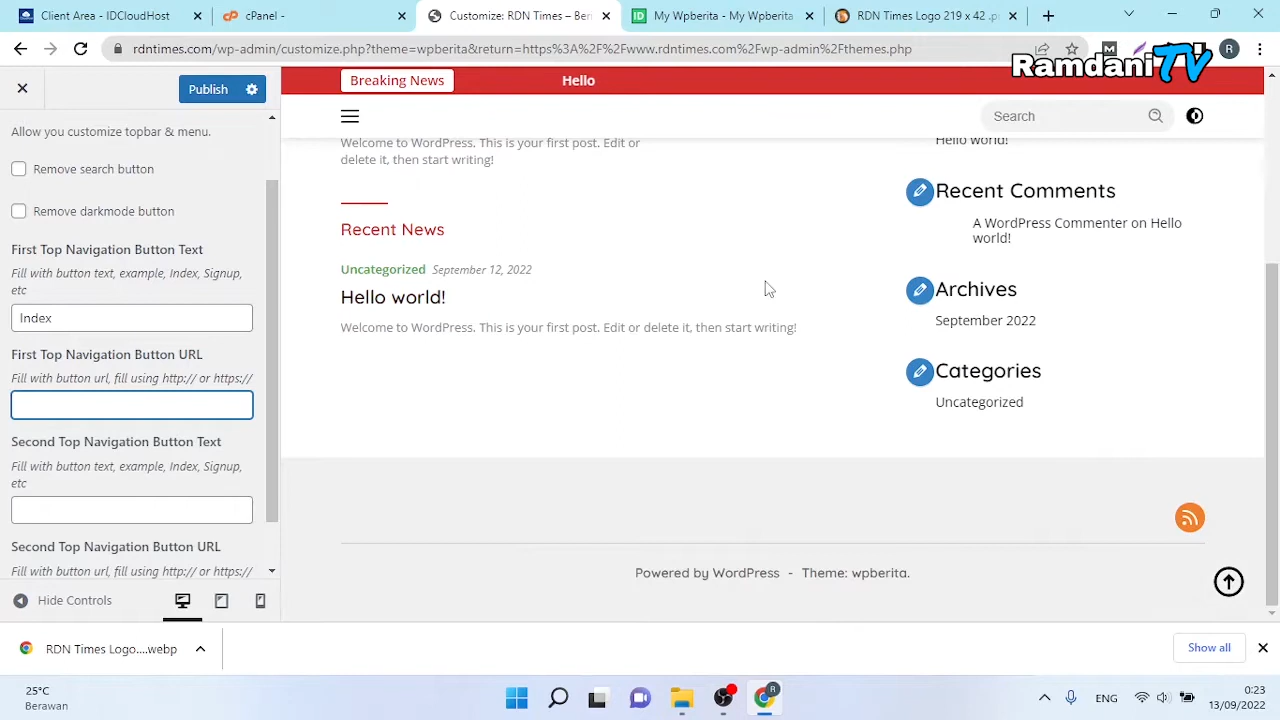 Client Area - IDCloudHost
cPanel
Customize: RDN Times – Ber
My Wpberita - My Wpberita
RDN Times Logo 219 x 42 .p
rdntimes.com/wp-admin/customize.php?theme=wpberita&return=https%3A%2F%2Fwww.rdntimes.com%2Fwp-admin%2Fthemes.php
RamdaniTV
Publish
Allow you customize topbar & menu.
Remove search button
Remove darkmode button
First Top Navigation Button Text
Fill with button text, example, Index, Signup,
etc
Index
First Top Navigation Button URL
Fill with button url, fill using http:// or https://
Second Top Navigation Button Text
Fill with button text, example, Index, Signup,
etc
Second Top Navigation Button URL
Fill with button url, fill using http:// or https://
Hide Controls
Breaking News
Hello
Search
Welcome to WordPress. This is your first post. Edit or
delete it, then start writing!
Recent News
Uncategorized September 12, 2022
Hello world!
Welcome to WordPress. This is your first post. Edit or delete it, then start writing!
Hello world!
Recent Comments
A WordPress Commenter on Hello
world!
Archives
September 2022
Categories
Uncategorized
Powered by WordPress - Theme: wpberita.
RDN Times Logo....webp
Show all
25°C
Berawan
ENG
0:23
13/09/2022